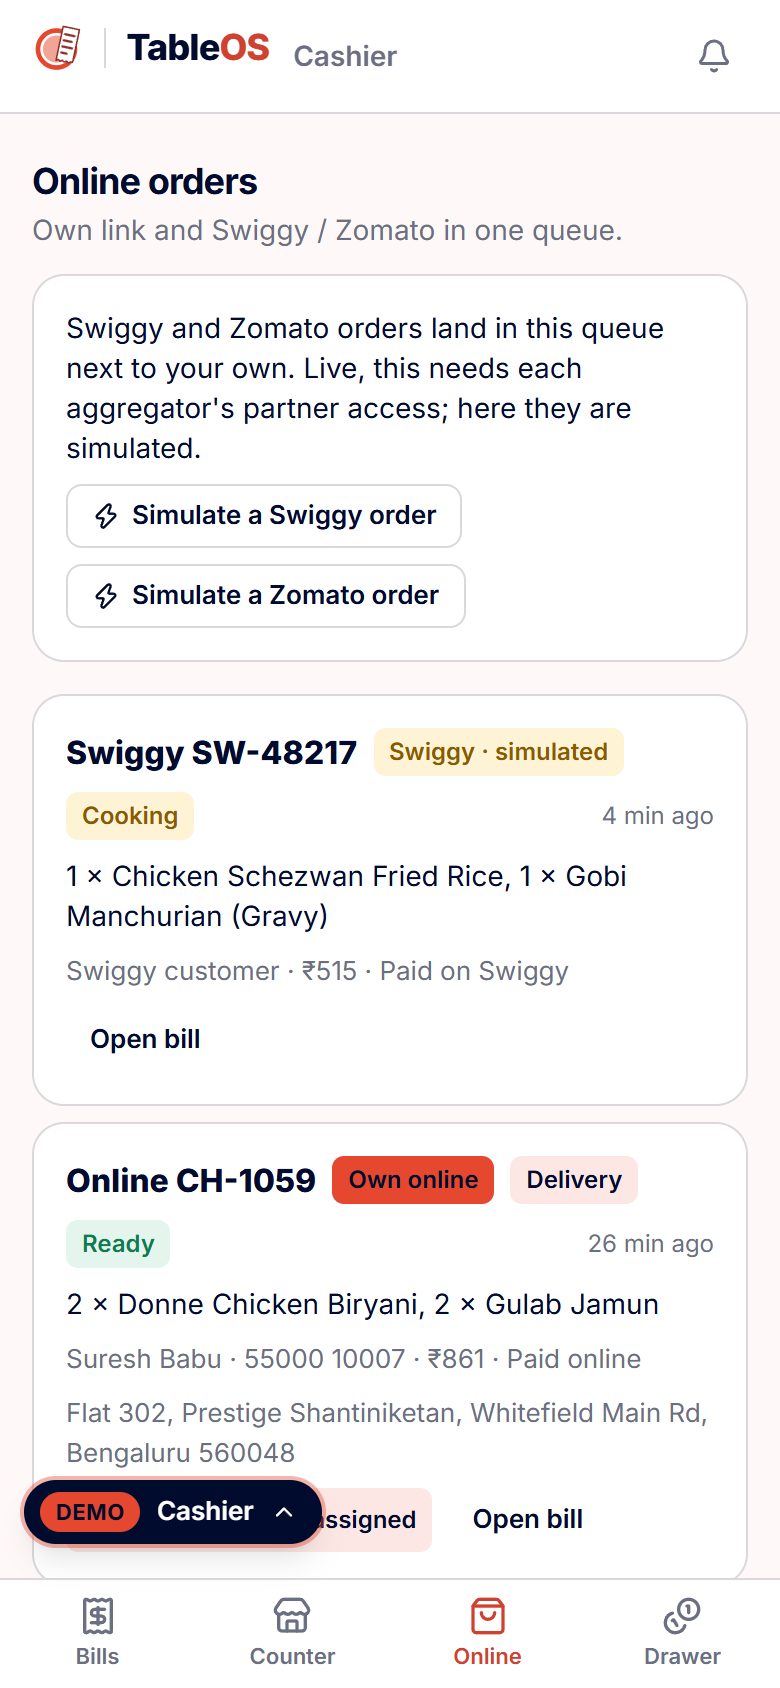 TableOS Cashier
Online orders
Own link and Swiggy / Zomato in one queue.
Swiggy and Zomato orders land in this queue
next to your own. Live, this needs each
aggregator's partner access; here they are
simulated.
Simulate a Swiggy order
Simulate a Zomato order
Swiggy SW-48217 Swiggy · simulated
Cooking 4 min ago
1 × Chicken Schezwan Fried Rice, 1 × Gobi
Manchurian (Gravy)
Swiggy customer · ₹515 · Paid on Swiggy
Open bill
Online CH-1059 Own online Delivery
Ready 26 min ago
2 × Donne Chicken Biryani, 2 × Gulab Jamun
Suresh Babu · 55000 10007 · ₹861 · Paid online
Flat 302, Prestige Shantiniketan, Whitefield Main Rd,
Bengaluru 560048
DEMO Cashier Open bill
Bills Counter Online Drawer